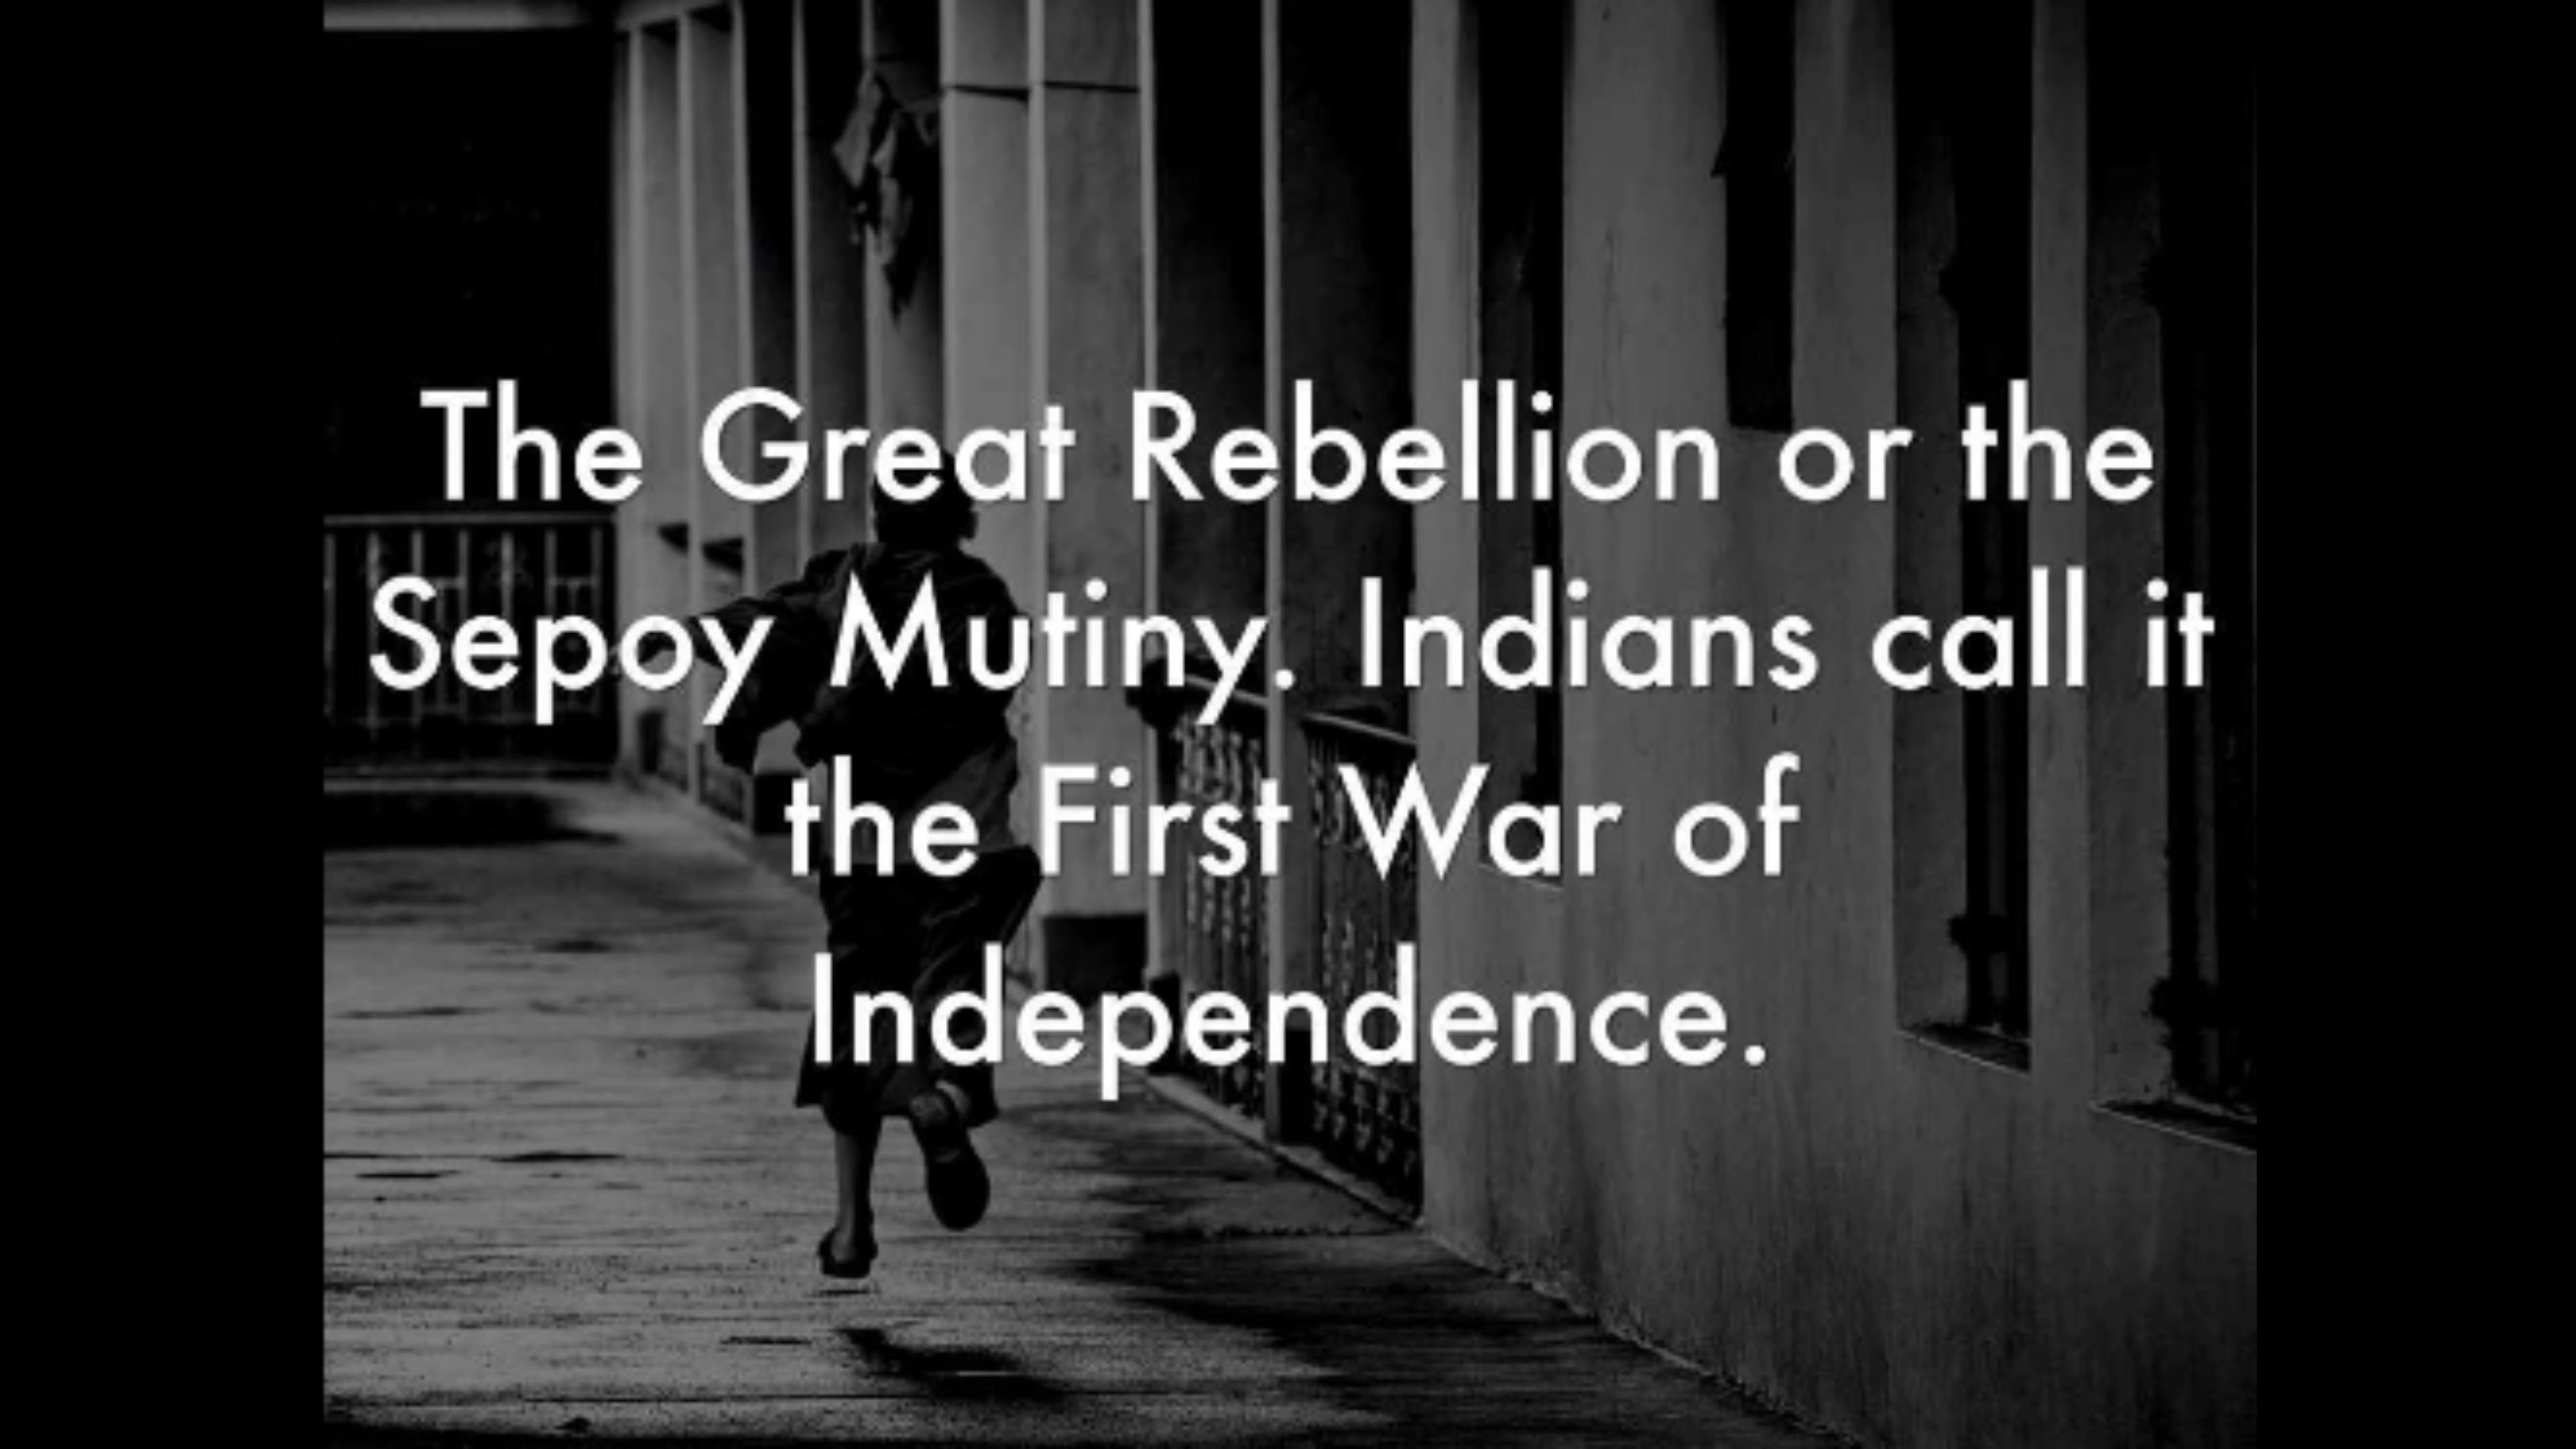 The Great Rebellion or the
Sepoy Mutiny. Indians call it
the First War of
Independence.